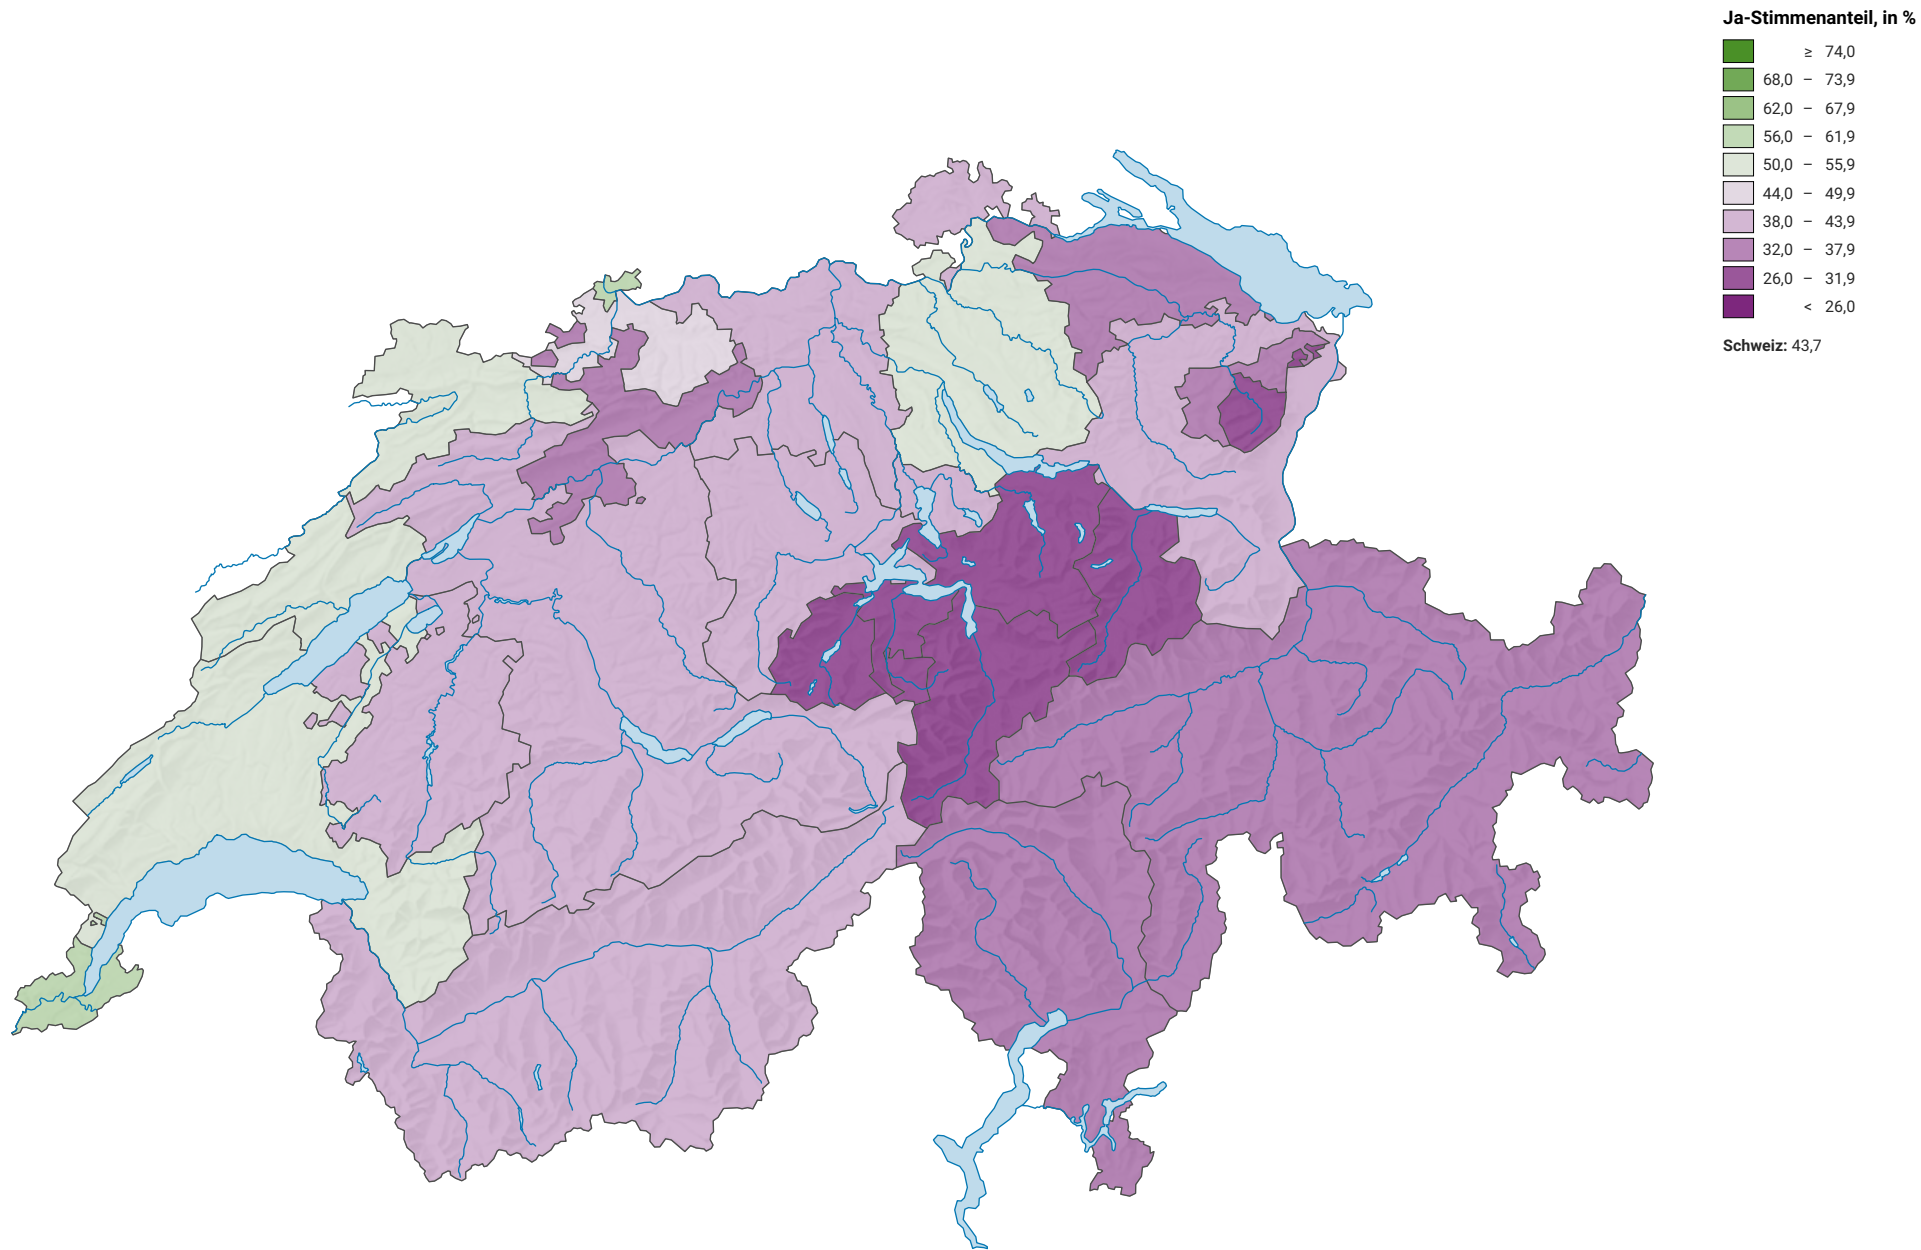 Ja-Stimmenanteil, in %
≥ 74,0
68,0 – 73,9
62,0 – 67,9
56,0 – 61,9
50,0 – 55,9
44,0 – 49,9
38,0 – 43,9
32,0 – 37,9
26,0 – 31,9
< 26,0
Schweiz: 43,7